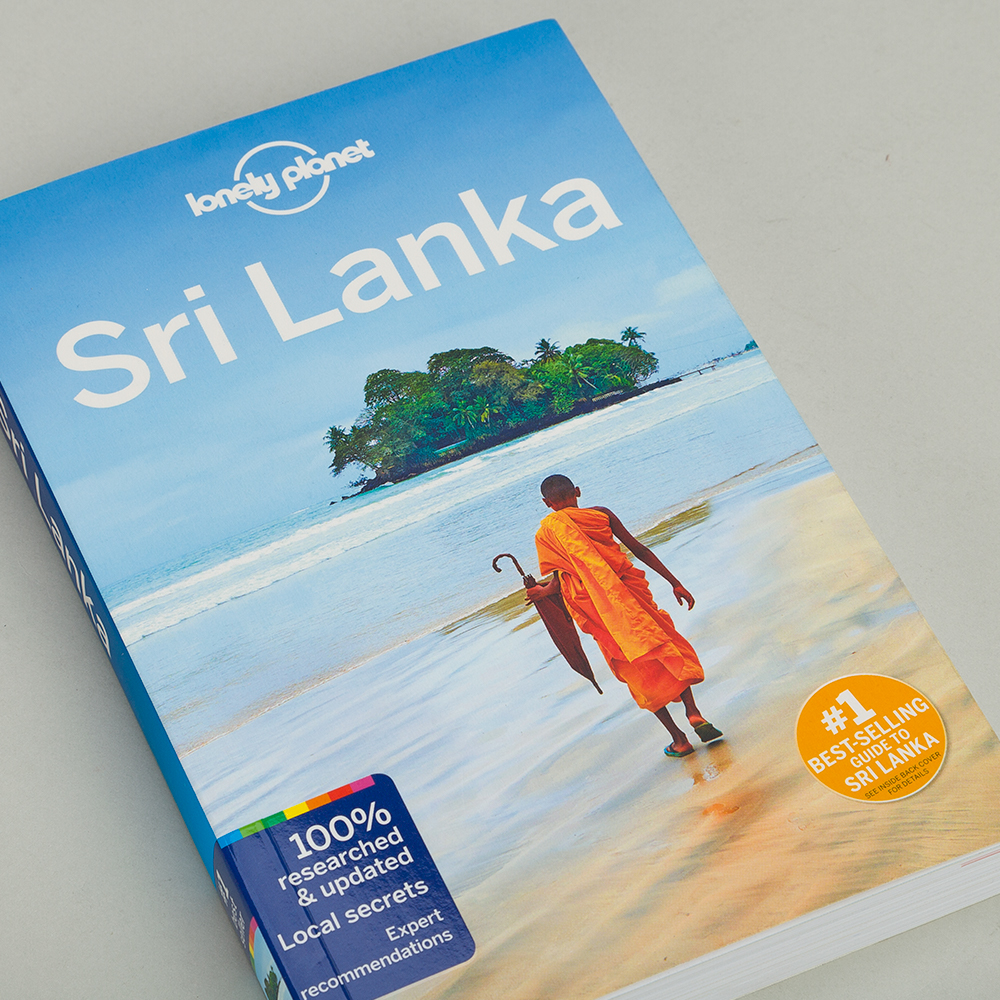 lonely planet
Sri Lanka
Sri Lanka
#1
BEST-SELLING
GUIDE TO
SRI LANKA
SEE INSIDE BACK COVER
FOR DETAILS
100%
researched
& updated
Local secrets
Expert
recommendations